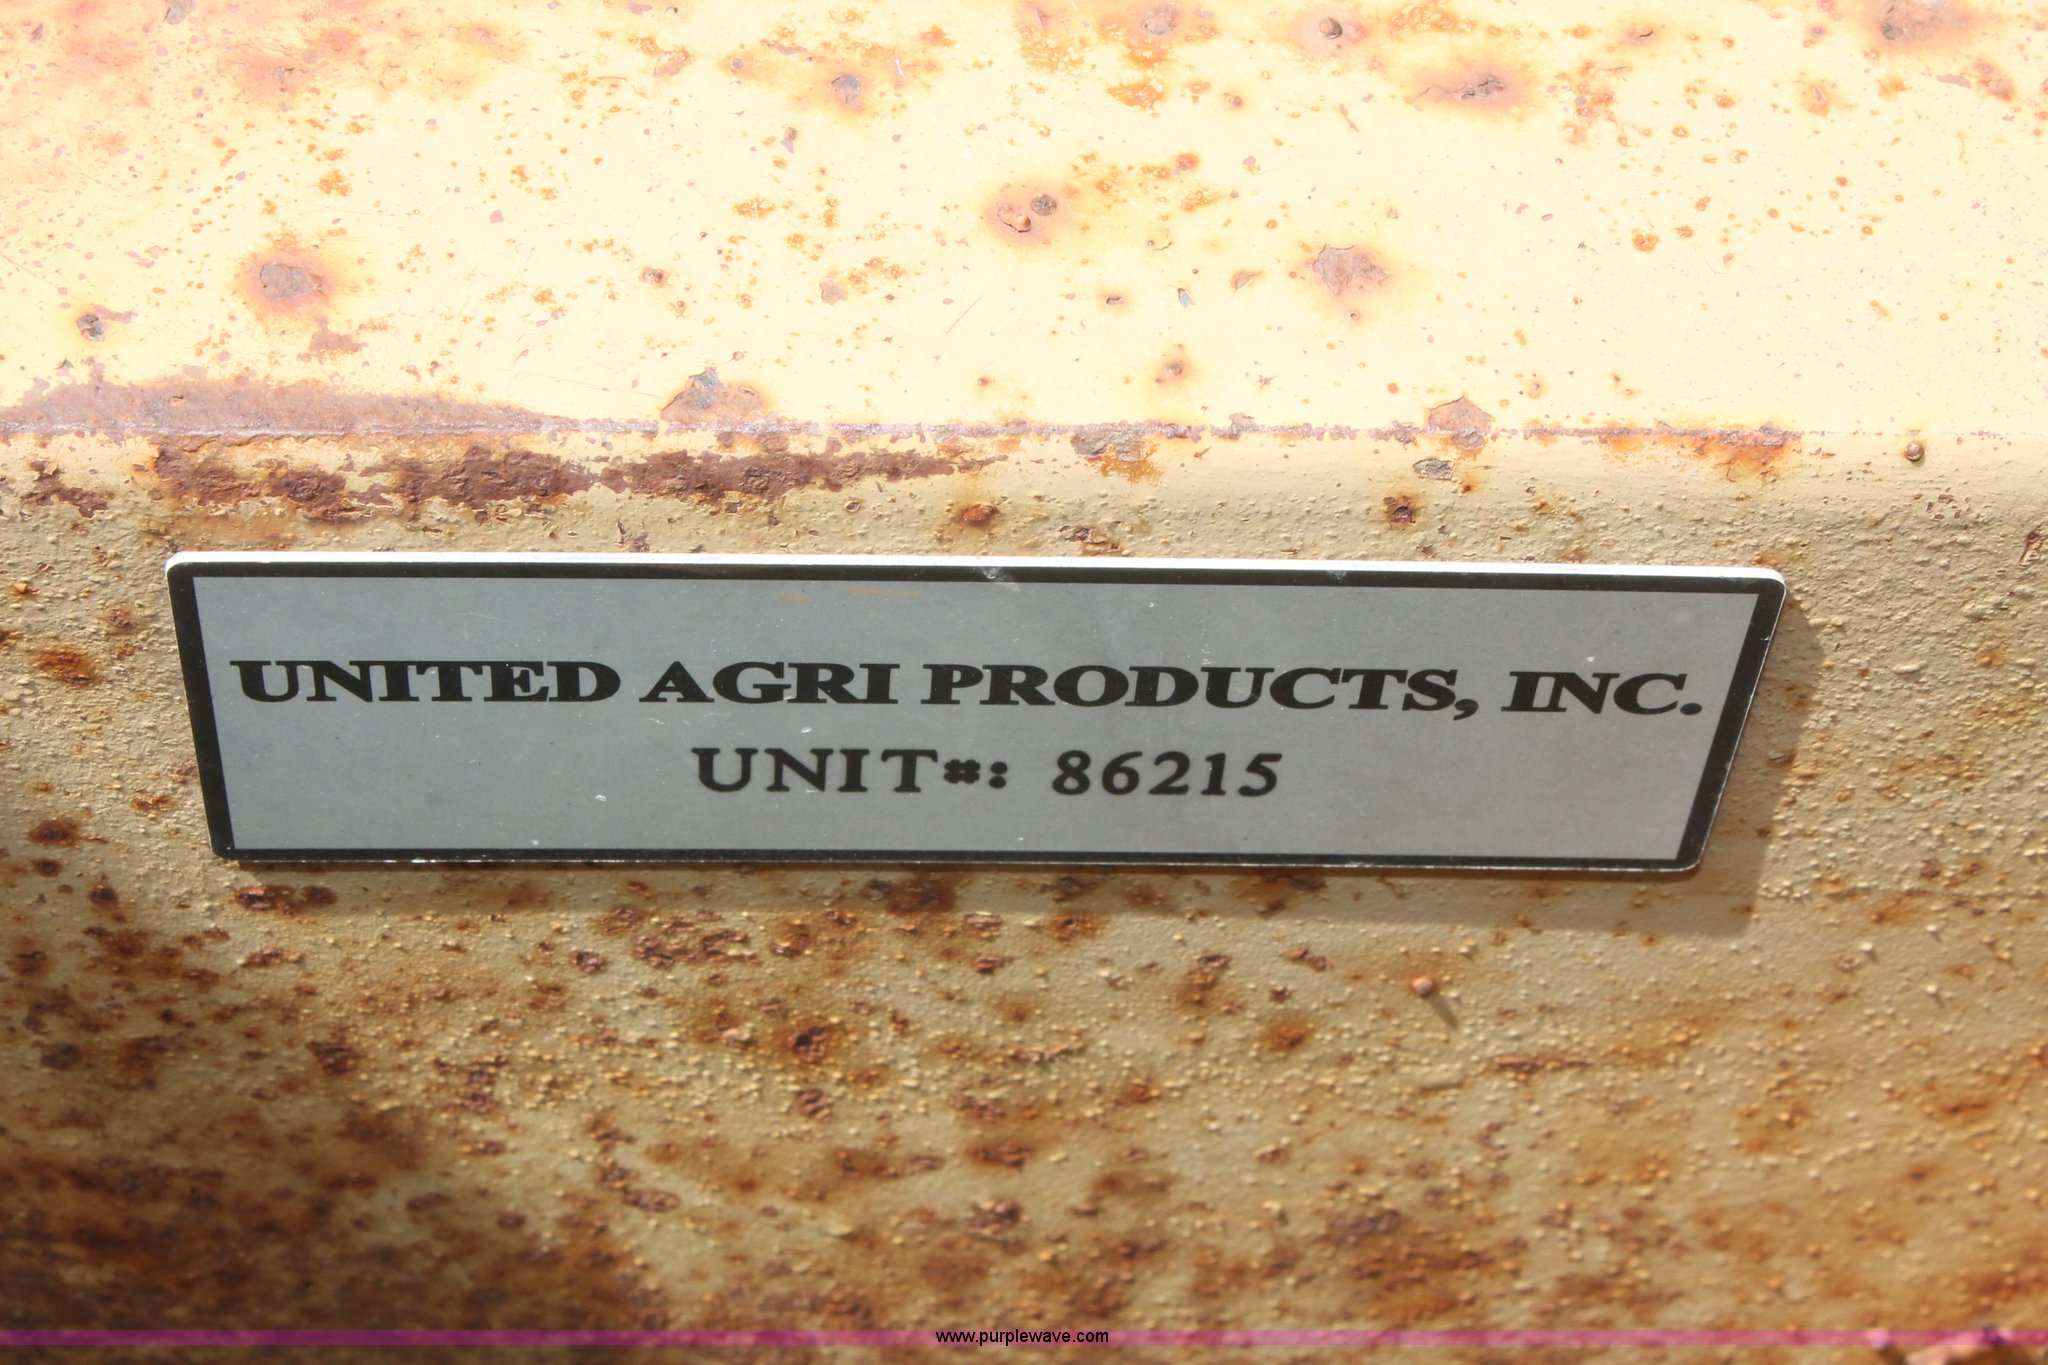 UNITED AGRI PRODUCTS, INC.
UNIT#: 86215
www.purplewave.com